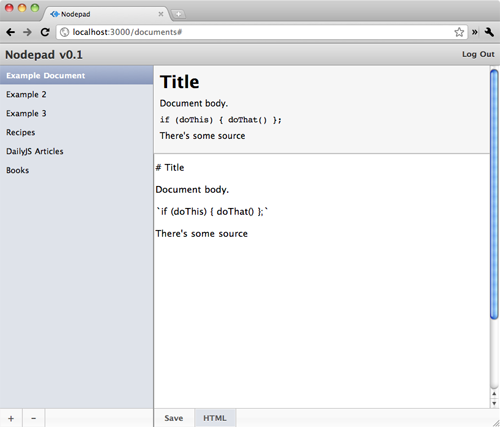 Nodepad
localhost:3000/documents#
Nodepad v0.1
Log Out
Example Document
Example 2
Example 3
Recipes
DailyJS Articles
Books
Title
Document body.
if (doThis) { doThat() };
There's some source
# Title
Document body.
`if (doThis) { doThat() };`
There's some source
+
–
Save
HTML